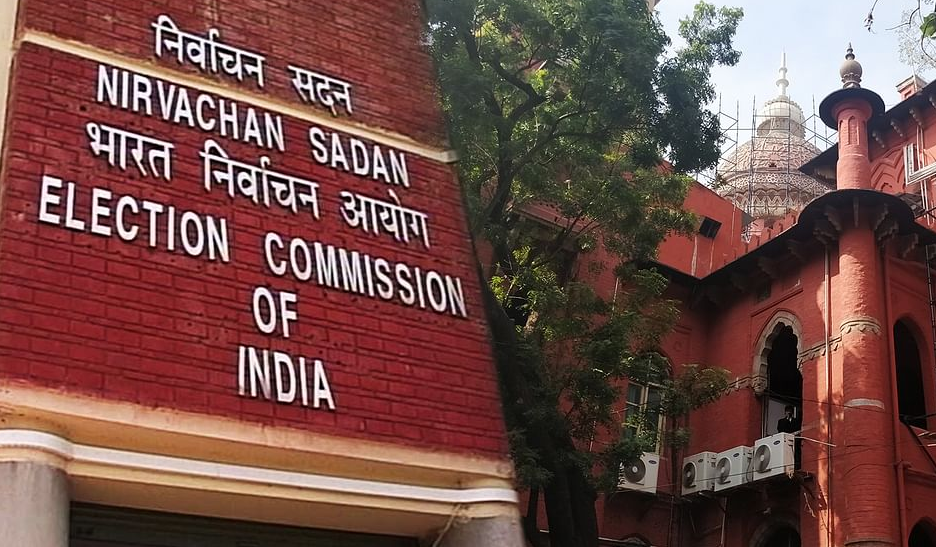 निर्वाचन सदन
NIRVACHAN SADAN
भारत निर्वाचन आयोग
ELECTION COMMISSION
OF
INDIA